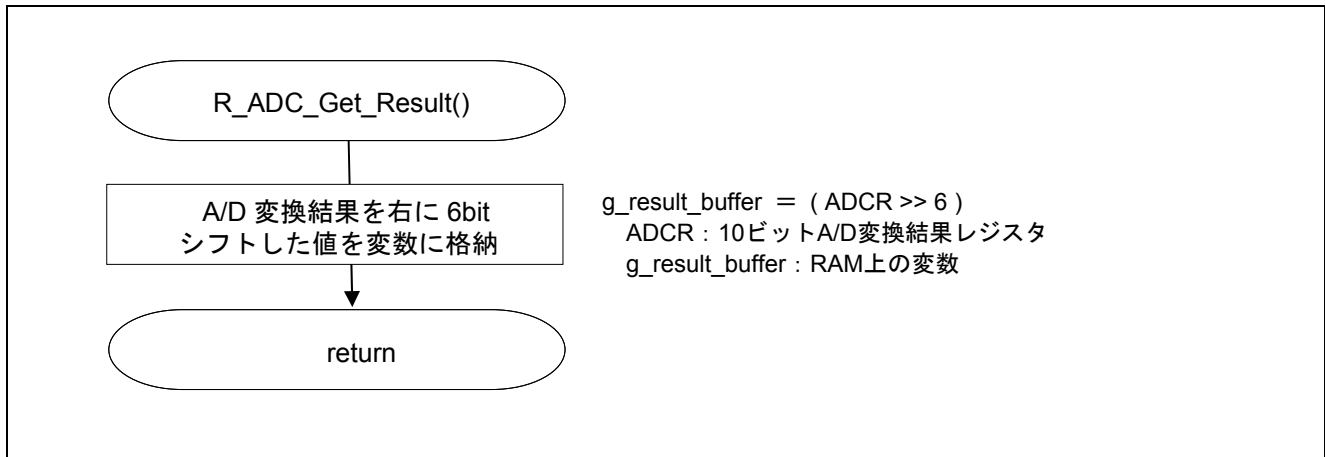 R_ADC_Get_Result()
A/D 変換結果を右に 6bit
シフトした値を変数に格納
g_result_buffer ＝ ( ADCR >> 6 )
ADCR：10ビットA/D変換結果レジスタ
g_result_buffer：RAM上の変数
return